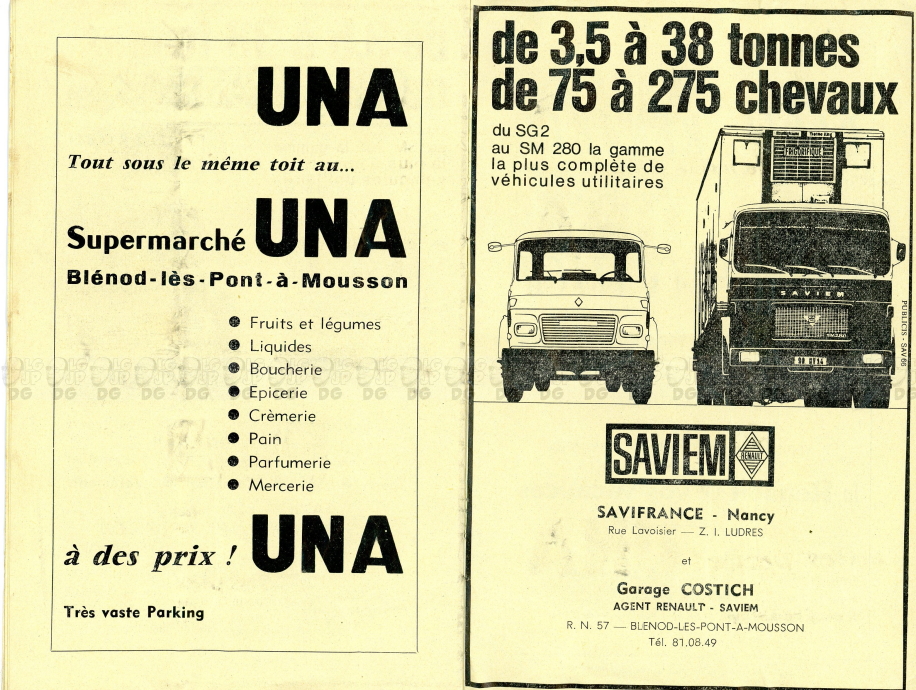 UNA
Tout sous le même toit au...
Supermarché UNA
Blénod-lès-Pont-à-Mousson
Fruits et légumes
Liquides
Boucherie
Epicerie
Crèmerie
Pain
Parfumerie
Mercerie
à des prix ! UNA
Très vaste Parking
de 3,5 à 38 tonnes
de 75 à 275 chevaux
du SG2
au SM 280 la gamme
la plus complète de
véhicules utilitaires
FRIGORIFIQUE
SAVIEM
PUBLICIS - SAV 66
SAVIEM RENAULT
SAVIFRANCE - Nancy
Rue Lavoisier — Z. I. LUDRES
et
Garage COSTICH
AGENT RENAULT - SAVIEM
R. N. 57 — BLENOD-LES-PONT-A-MOUSSON
Tél. 81.08.49